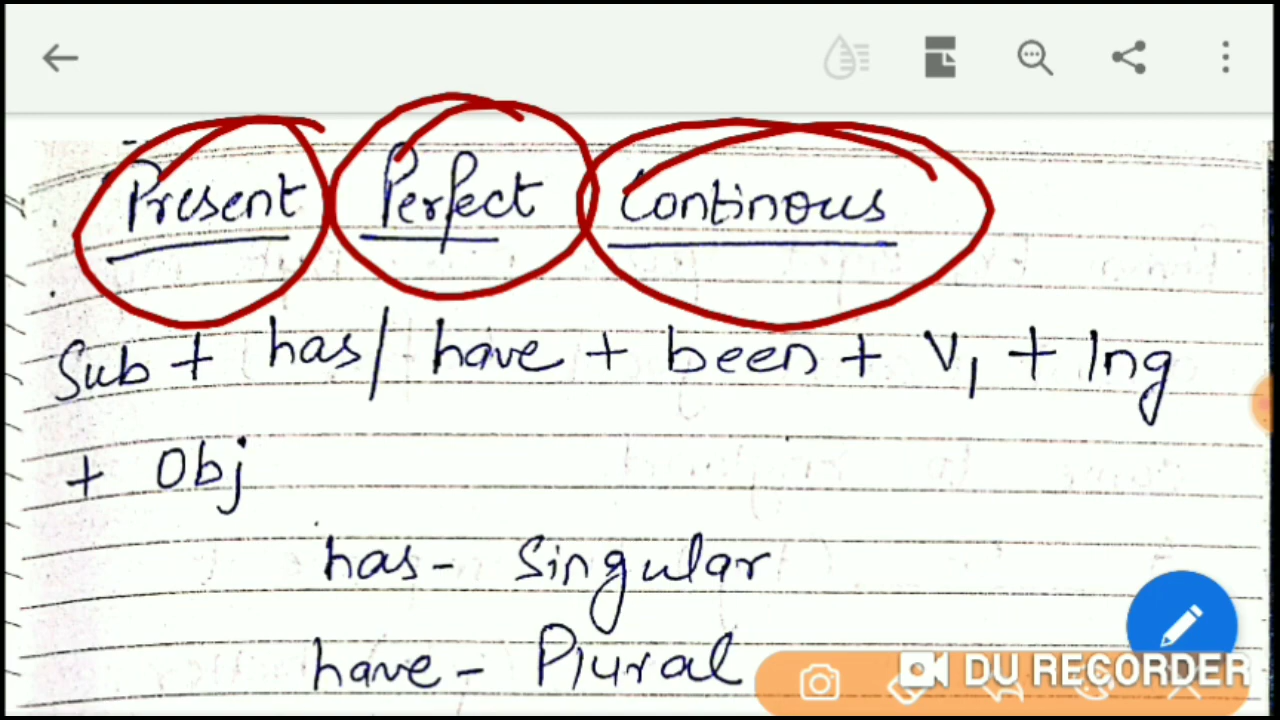 Present Perfect Continous
Sub + has/ have + been + V1 + Ing
+ Obj
has - Singular
have - Plural
DU RECORDER